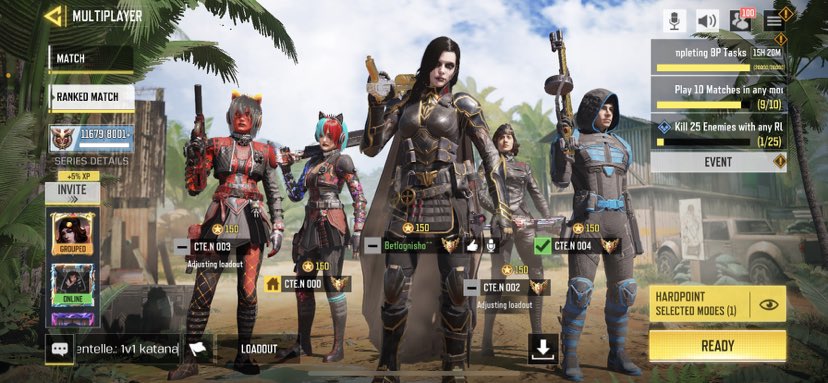 MULTIPLAYER
100
MATCH
RANKED MATCH
11679/8001+
SERIES DETAILS
+5% XP
INVITE
GROUPED
ONLINE
entelle.: 1v1 katana
LOADOUT
150
CTE.N 003
Adjusting loadout
150
CTE.N 000
150
Betlognisho
150
CTE.N 002
Adjusting loadout
150
CTE.N 004
npleting BP Tasks 15H 20M
Play 10 Matches in any mo
(9/10)
Kill 25 Enemies with any
(1/25)
EVENT
HARDPOINT
SELECTED MODES (1)
READY